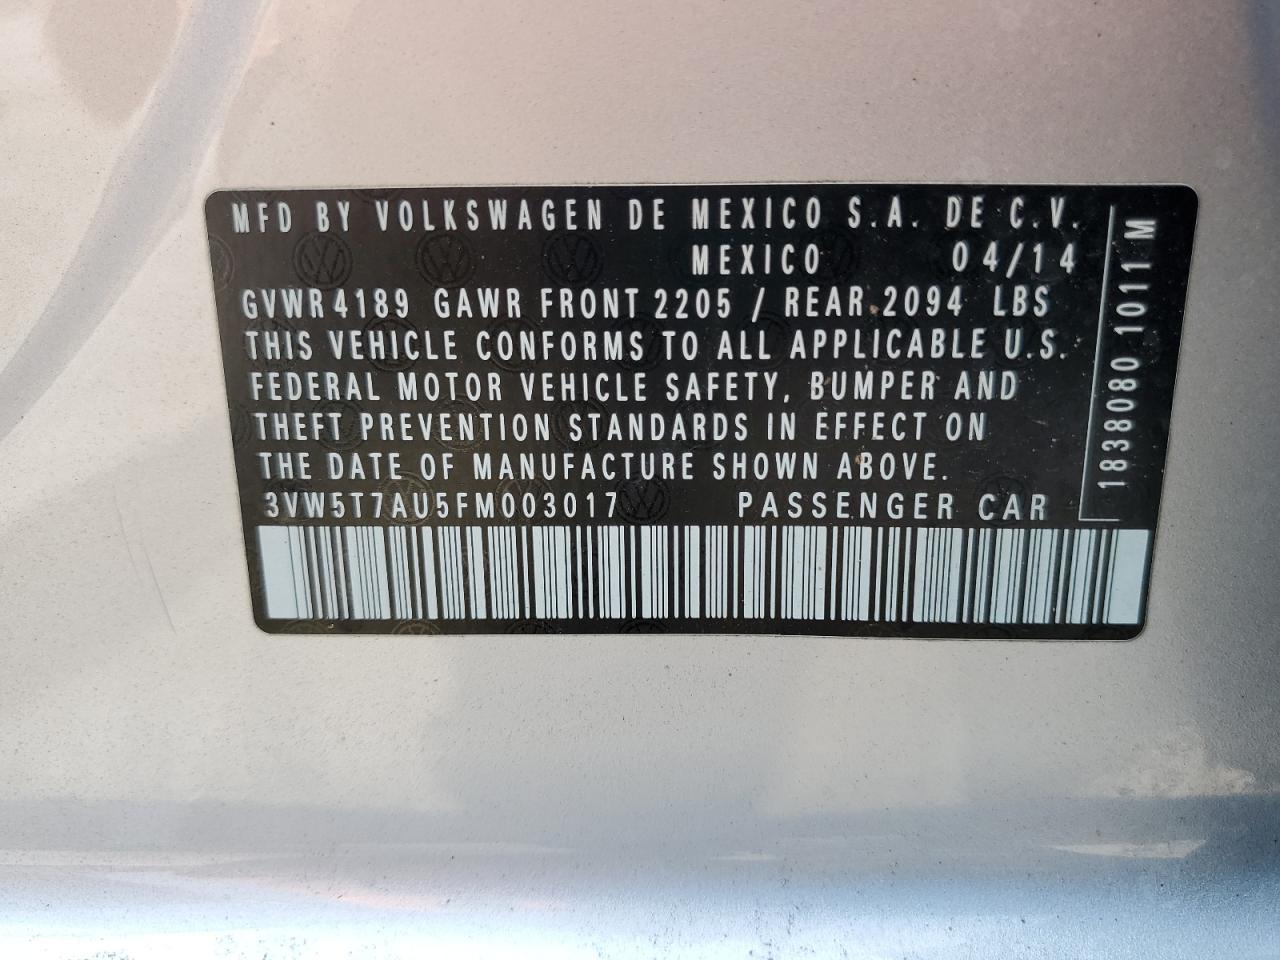 MFD BY VOLKSWAGEN DE MEXICO S.A. DE C.V.
MEXICO 04/14
GVWR 4189 GAWR FRONT 2205 / REAR 2094 LBS
THIS VEHICLE CONFORMS TO ALL APPLICABLE U.S.
FEDERAL MOTOR VEHICLE SAFETY, BUMPER AND
THEFT PREVENTION STANDARDS IN EFFECT ON
THE DATE OF MANUFACTURE SHOWN ABOVE.
3VW5T7AU5FM003017 PASSENGER CAR
1838080 1011 M